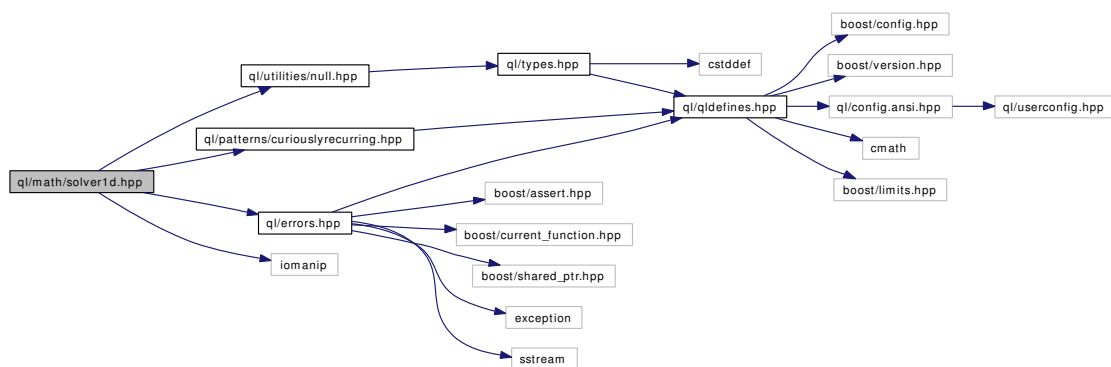 ql/math/solver1d.hpp
ql/utilities/null.hpp
ql/patterns/curiouslyrecurring.hpp
ql/errors.hpp
iomanip
ql/types.hpp
boost/assert.hpp
boost/current_function.hpp
boost/shared_ptr.hpp
exception
sstream
cstddef
ql/qldefines.hpp
boost/config.hpp
boost/version.hpp
ql/config.ansi.hpp
cmath
boost/limits.hpp
ql/userconfig.hpp